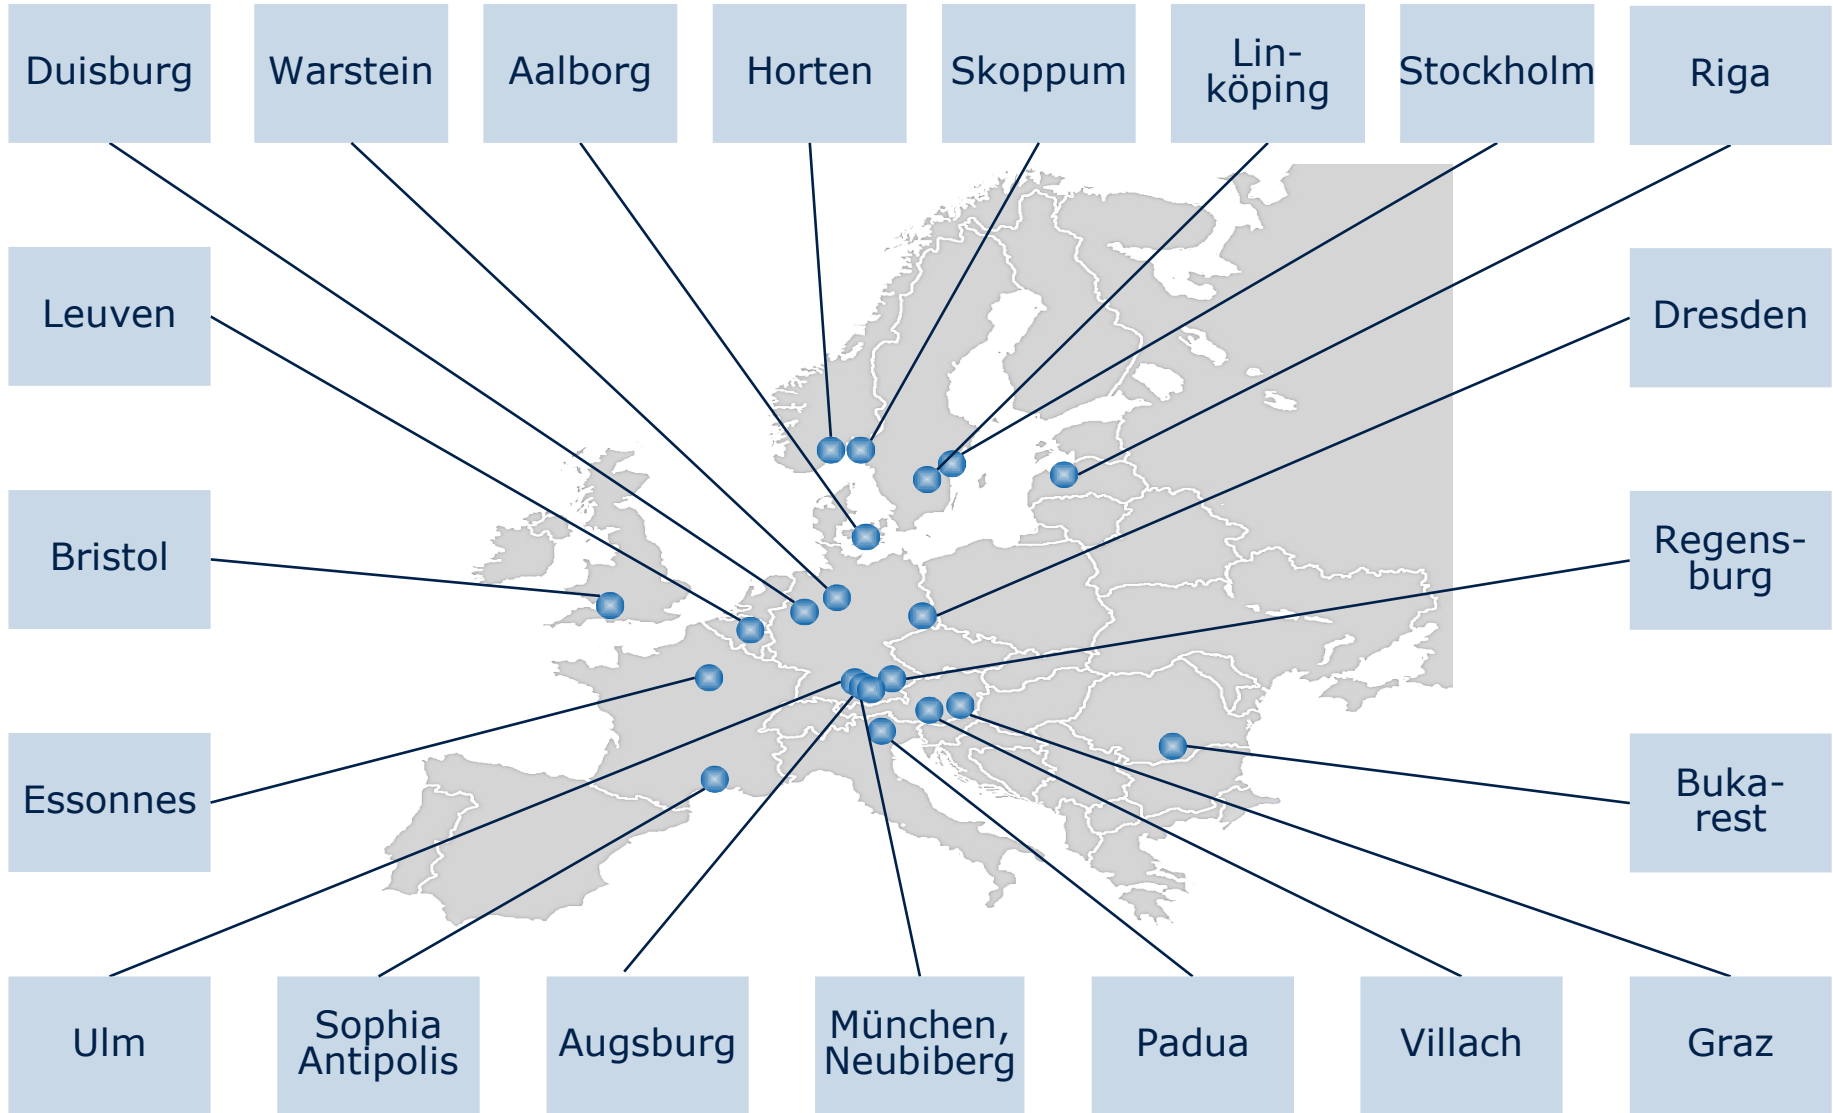 Duisburg
Warstein
Aalborg
Horten
Skoppum
Lin-
köping
Stockholm
Riga
Leuven
Dresden
Bristol
Regens-
burg
Essonnes
Buka-
rest
Ulm
Sophia
Antipolis
Augsburg
München,
Neubiberg
Padua
Villach
Graz